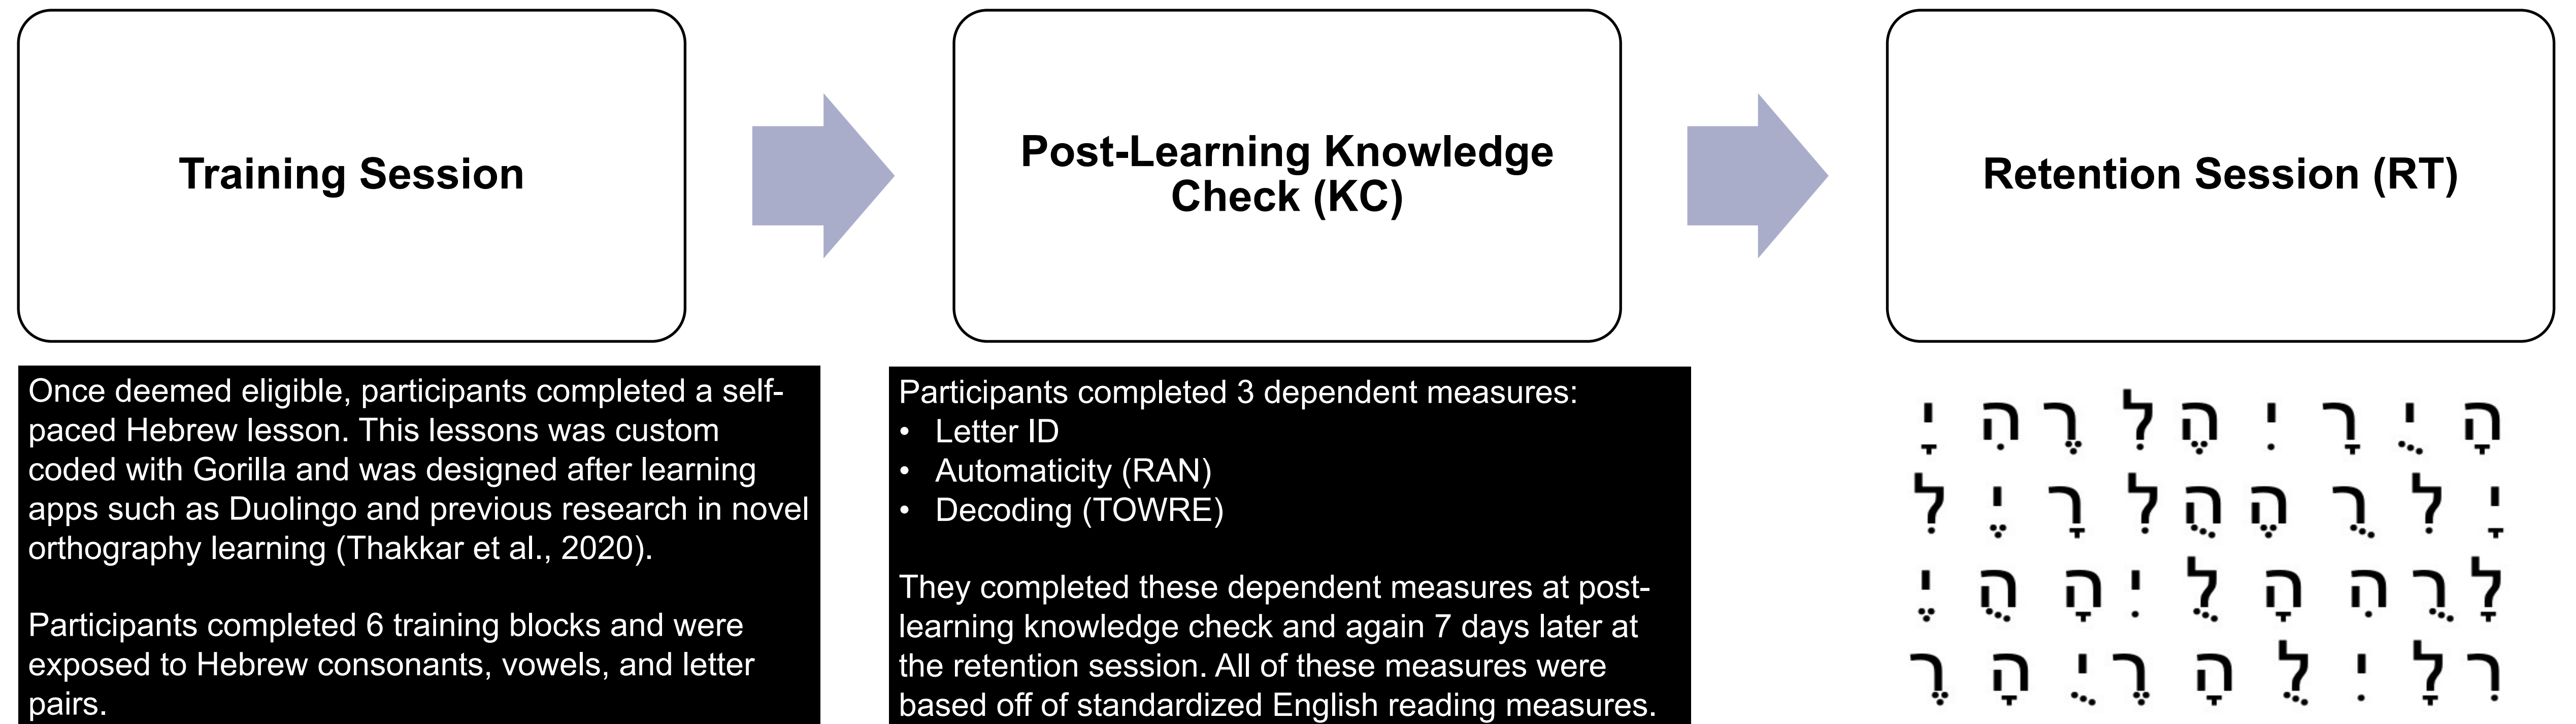 Training Session
Post-Learning Knowledge
Check (KC)
Retention Session (RT)
Once deemed eligible, participants completed a self-
paced Hebrew lesson. This lessons was custom
coded with Gorilla and was designed after learning
apps such as Duolingo and previous research in novel
orthography learning (Thakkar et al., 2020).
Participants completed 6 training blocks and were
exposed to Hebrew consonants, vowels, and letter
pairs.
Participants completed 3 dependent measures:
• Letter ID
• Automaticity (RAN)
• Decoding (TOWRE)
They completed these dependent measures at post-
learning knowledge check and again 7 days later at
the retention session. All of these measures were
based off of standardized English reading measures.
הָ יֻ רָ יִ הֶ לִ רֶ הִ יָ
יָ לִ רֻ הֶ הֻ לִ רָ יֶ לִ
לָ רֻ הִ הָ לֻ יִ הָ הֻ יֶ
רִ לָ יִ לֻ הָ רֶ יֻ הָ רֶ